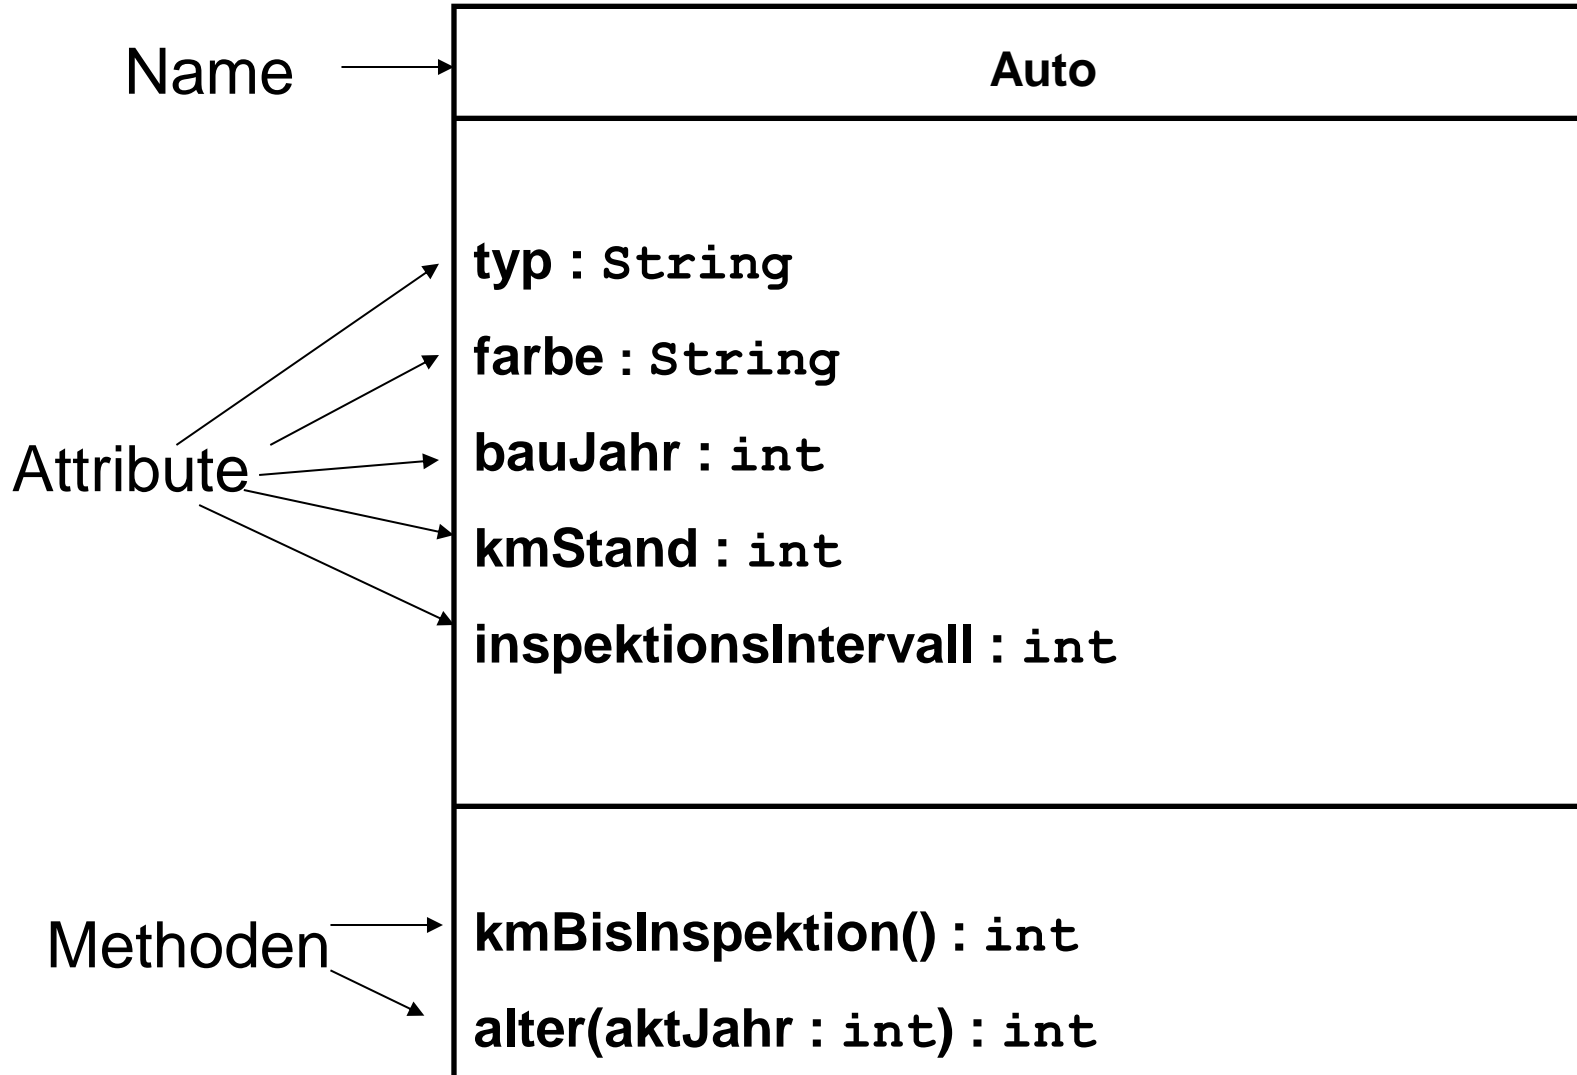 Name
Auto
typ : String
farbe : String
Attribute
bauJahr : int
kmStand : int
inspektionsIntervall : int
Methoden
kmBisInspektion() : int
alter(aktJahr : int) : int